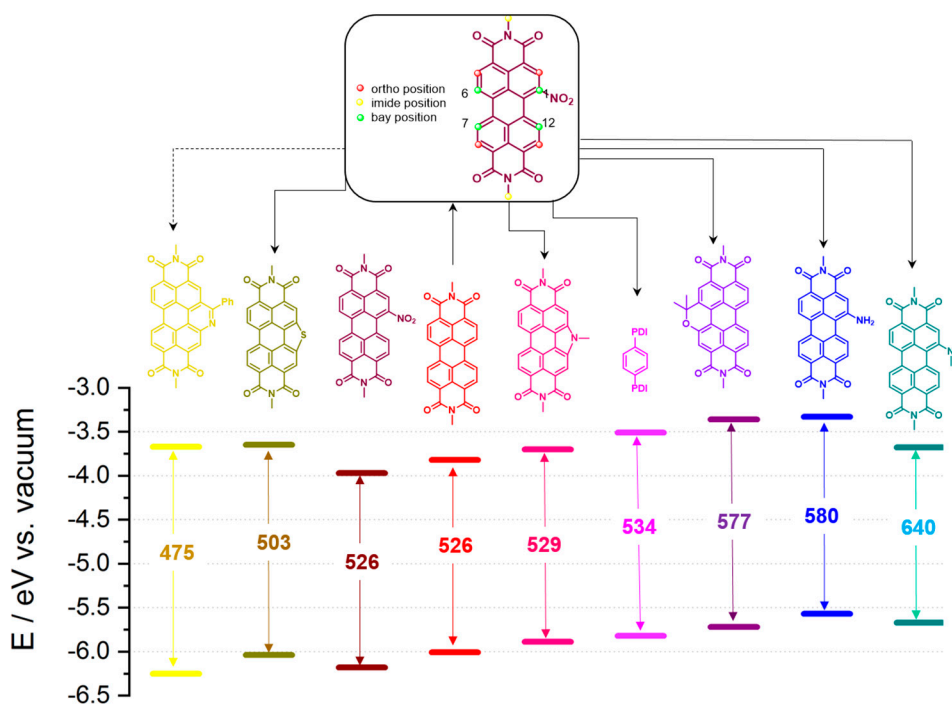 O N O
ortho position
imide position
bay position
6
1
NO2
7
12
O N O
O N O
Ph
N
O N O
O N O
S
O N O
O N O
NO2
O N O
O N O
O N O
O N O
N
O N O
PDI
PDI
O N O
O
O N O
O N O
NH2
O N O
O N O
O N O
E / eV vs. vacuum
-3.0
-3.5
-4.0
-4.5
-5.0
-5.5
-6.0
-6.5
475
503
526
526
529
534
577
580
640